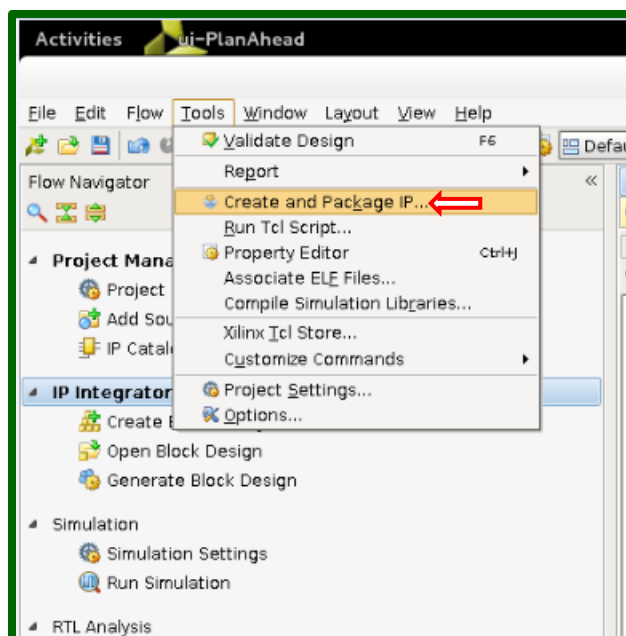 Activities ui-PlanAhead
File Edit Flow Tools Window Layout View Help
Validate Design F6
Defau
Report
Flow Navigator
Create and Package IP...
Run Tcl Script...
Property Editor Ctrl+J
Project Mana
Associate ELF Files...
Project
Compile Simulation Libraries...
Add Sou
Xilinx Tcl Store...
IP Catal
Customize Commands
Project Settings...
IP Integrator
Options...
Create B
Open Block Design
Generate Block Design
Simulation
Simulation Settings
Run Simulation
RTL Analysis